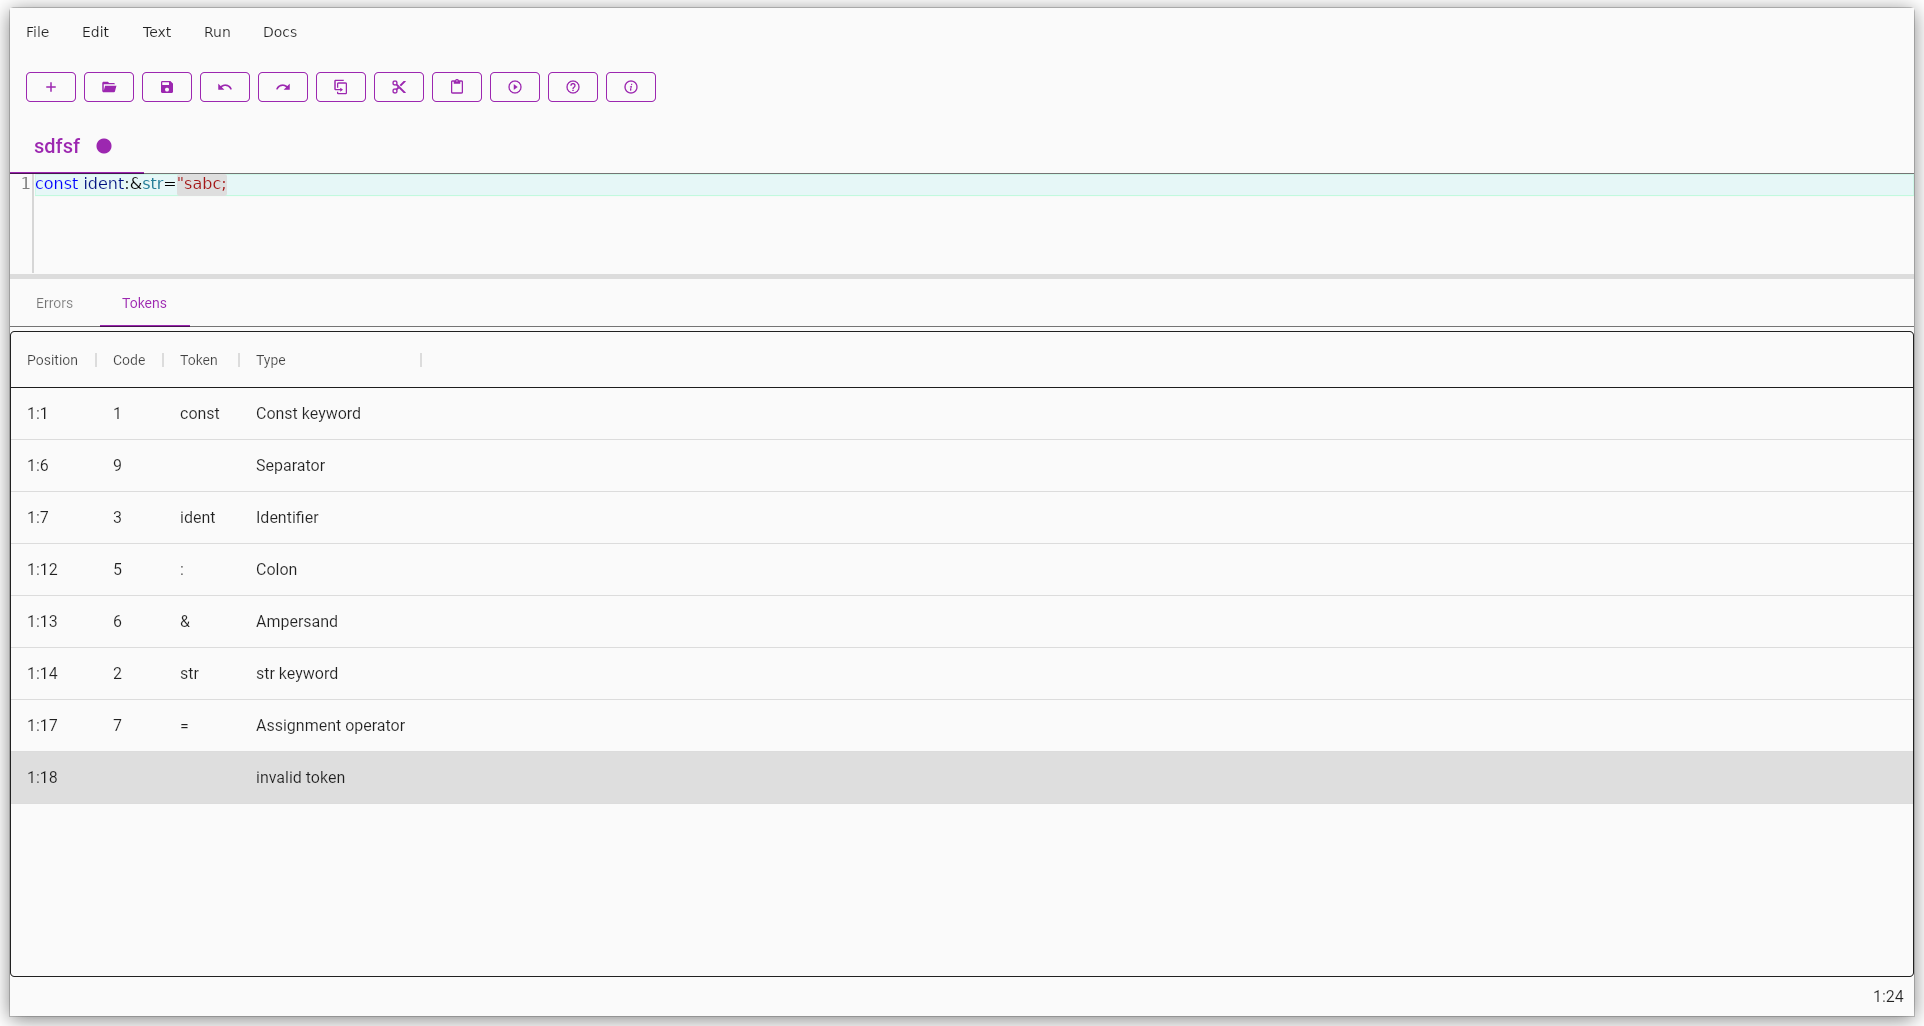 File Edit Text Run Docs
sdfsf
1 const ident:&str="sabc;
Errors Tokens
Position Code Token Type
1:1 1 const Const keyword
1:6 9 Separator
1:7 3 ident Identifier
1:12 5 : Colon
1:13 6 & Ampersand
1:14 2 str str keyword
1:17 7 = Assignment operator
1:18 invalid token
1:24